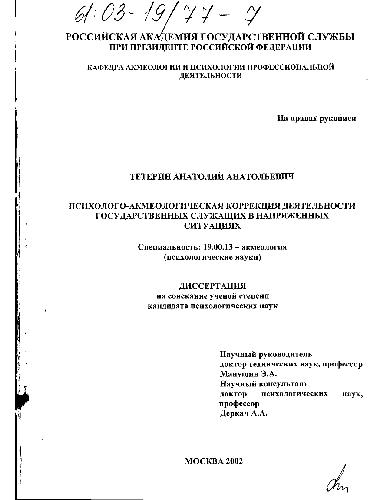 61:03-19/77-7
РОССИЙСКАЯ АКАДЕМИЯ ГОСУДАРСТВЕННОЙ СЛУЖБЫ
ПРИ ПРЕЗИДЕНТЕ РОССИЙСКОЙ ФЕДЕРАЦИИ
КАФЕДРА АКМЕОЛОГИИ И ПСИХОЛОГИИ ПРОФЕССИОНАЛЬНОЙ
ДЕЯТЕЛЬНОСТИ
На правах рукописи
ТЕТЕРИН АНАТОЛИЙ АНАТОЛЬЕВИЧ
ПСИХОЛОГО-АКМЕОЛОГИЧЕСКАЯ КОРРЕКЦИЯ ДЕЯТЕЛЬНОСТИ
ГОСУДАРСТВЕННЫХ СЛУЖАЩИХ В НАПРЯЖЕННЫХ
СИТУАЦИЯХ
Специальность: 19.00.13 – акмеология
(психологические науки)
ДИССЕРТАЦИЯ
на соискание ученой степени
кандидата психологических наук
Научный руководитель
доктор технических наук, профессор
Манушин Э.А.
Научный консультант
доктор психологических наук,
профессор
Деркач А.А.
МОСКВА 2002